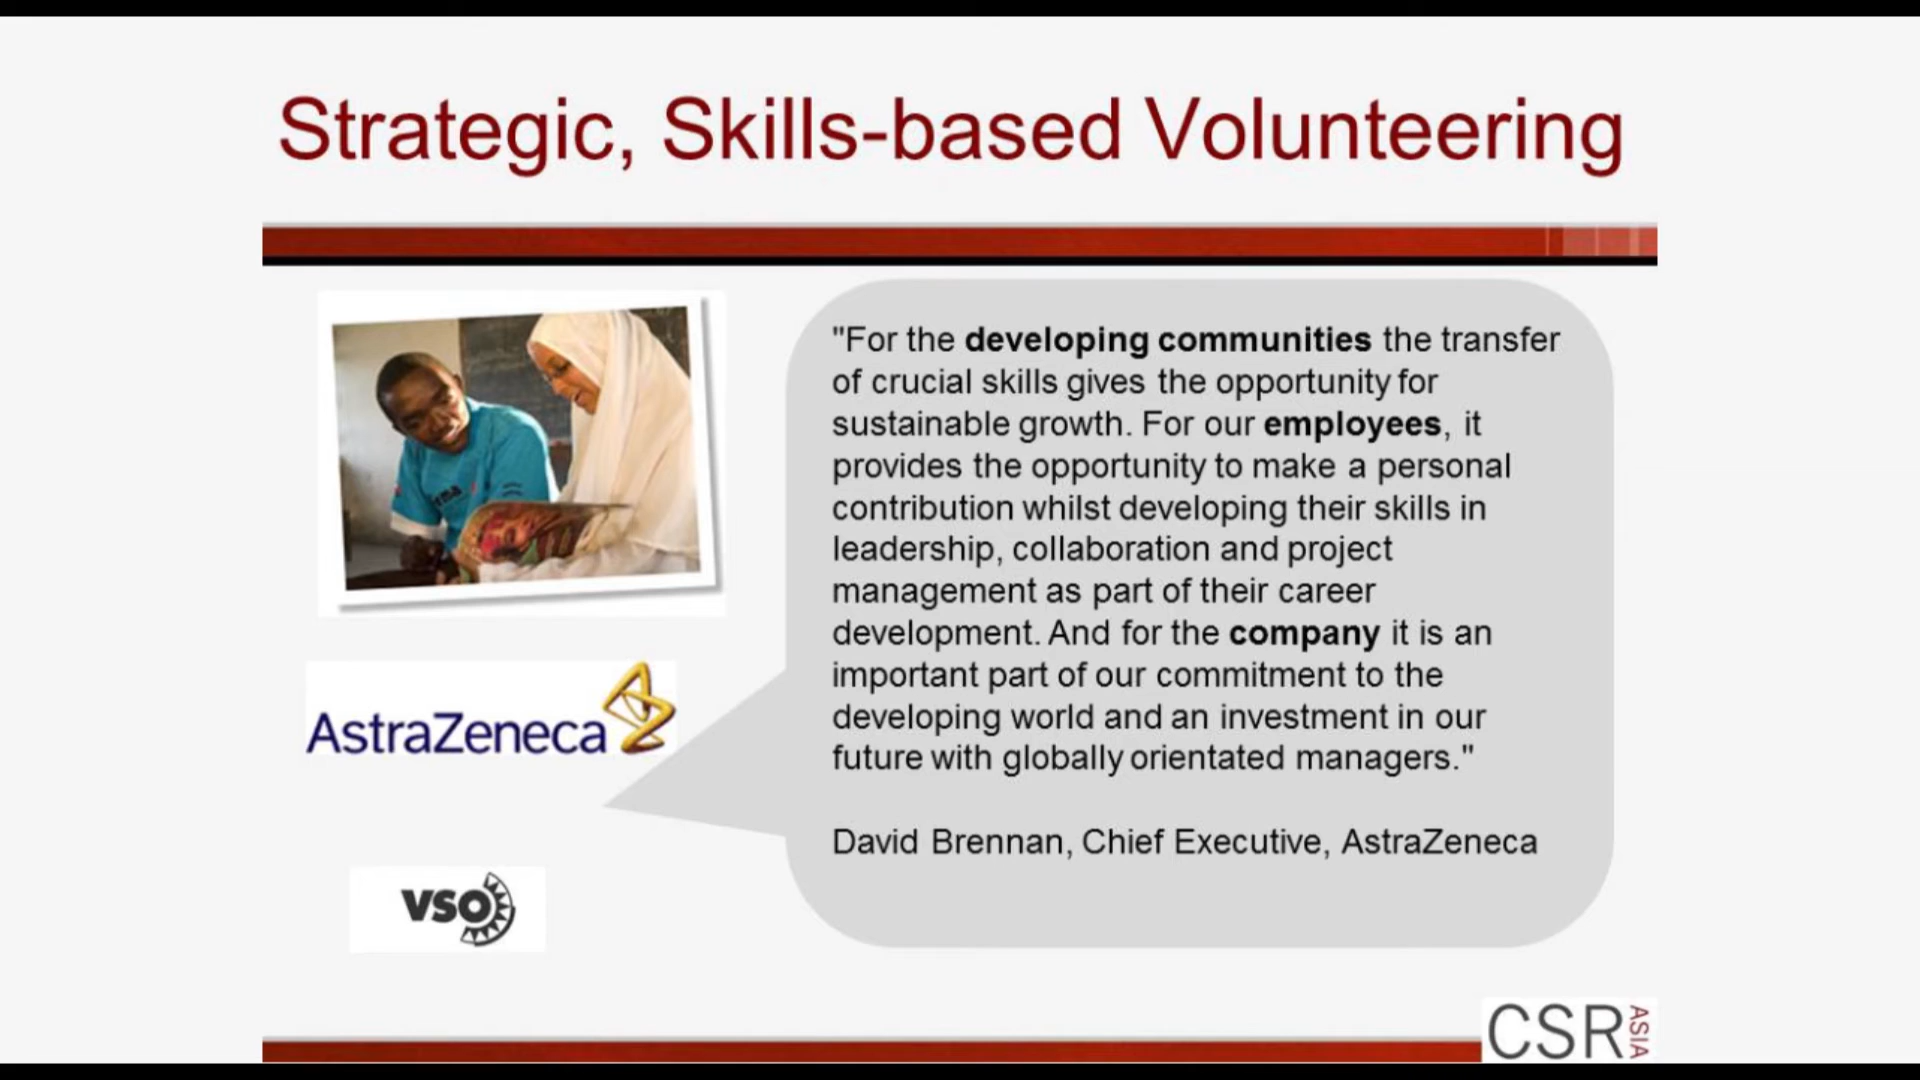 Strategic, Skills-based Volunteering
"For the developing communities the transfer
of crucial skills gives the opportunity for
sustainable growth. For our employees, it
provides the opportunity to make a personal
contribution whilst developing their skills in
leadership, collaboration and project
management as part of their career
development. And for the company it is an
important part of our commitment to the
developing world and an investment in our
future with globally orientated managers."
David Brennan, Chief Executive, AstraZeneca
AstraZeneca
VSO
CSR ASIA